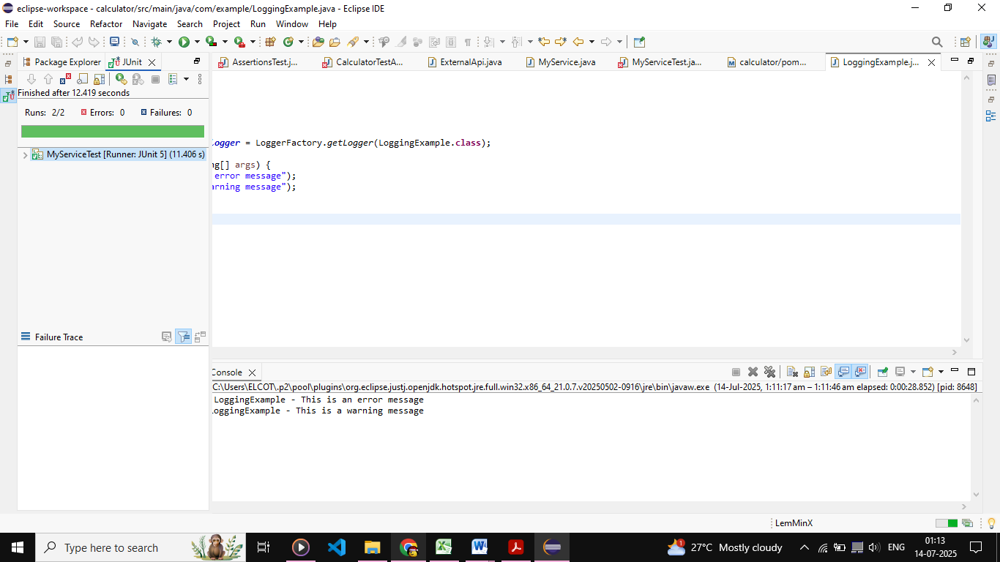 eclipse-workspace - calculator/src/main/java/com/example/LoggingExample.java - Eclipse IDE
File Edit Source Refactor Navigate Search Project Run Window Help
Package Explorer JUnit
AssertionsTest.j... CalculatorTestA... ExternalApi.java MyService.java MyServiceTest.ja... calculator/pom... LoggingExample.j...
Finished after 12.419 seconds
Runs: 2/2 Errors: 0 Failures: 0
MyServiceTest [Runner: JUnit 5] (11.406 s)
Failure Trace
logger = LoggerFactory.getLogger(LoggingExample.class);
ng[] args) {
error message");
arning message");
Console
C:\Users\ELCOT\.p2\pool\plugins\org.eclipse.justj.openjdk.hotspot.jre.full.win32.x86_64_21.0.7.v20250502-0916\jre\bin\javaw.exe (14-Jul-2025, 1:11:17 am – 1:11:46 am elapsed: 0:00:28.852) [pid: 8648]
LoggingExample - This is an error message
LoggingExample - This is a warning message
LemMinX
Type here to search
27°C Mostly cloudy
ENG
01:13
14-07-2025